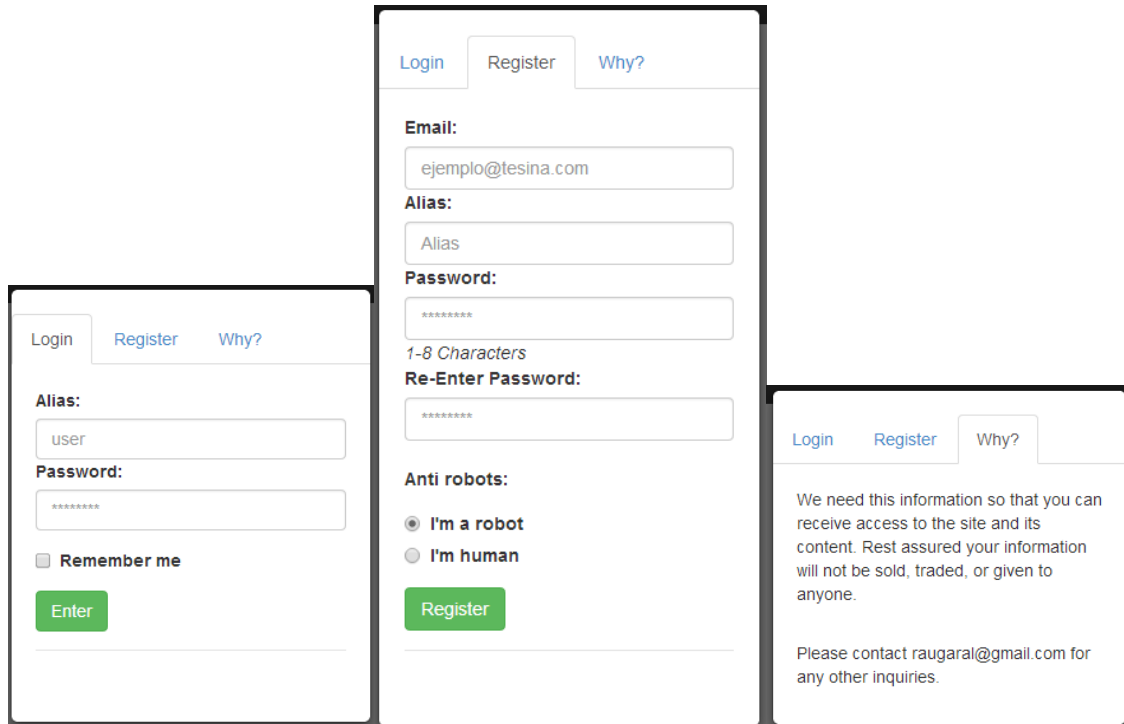 Login Register Why?
Alias:
user
Password:
********
Remember me
Enter
Login Register Why?
Email:
ejemplo@tesina.com
Alias:
Alias
Password:
********
1-8 Characters
Re-Enter Password:
********
Anti robots:
I'm a robot
I'm human
Register
Login Register Why?
We need this information so that you can
receive access to the site and its
content. Rest assured your information
will not be sold, traded, or given to
anyone.
Please contact raugaral@gmail.com for
any other inquiries.